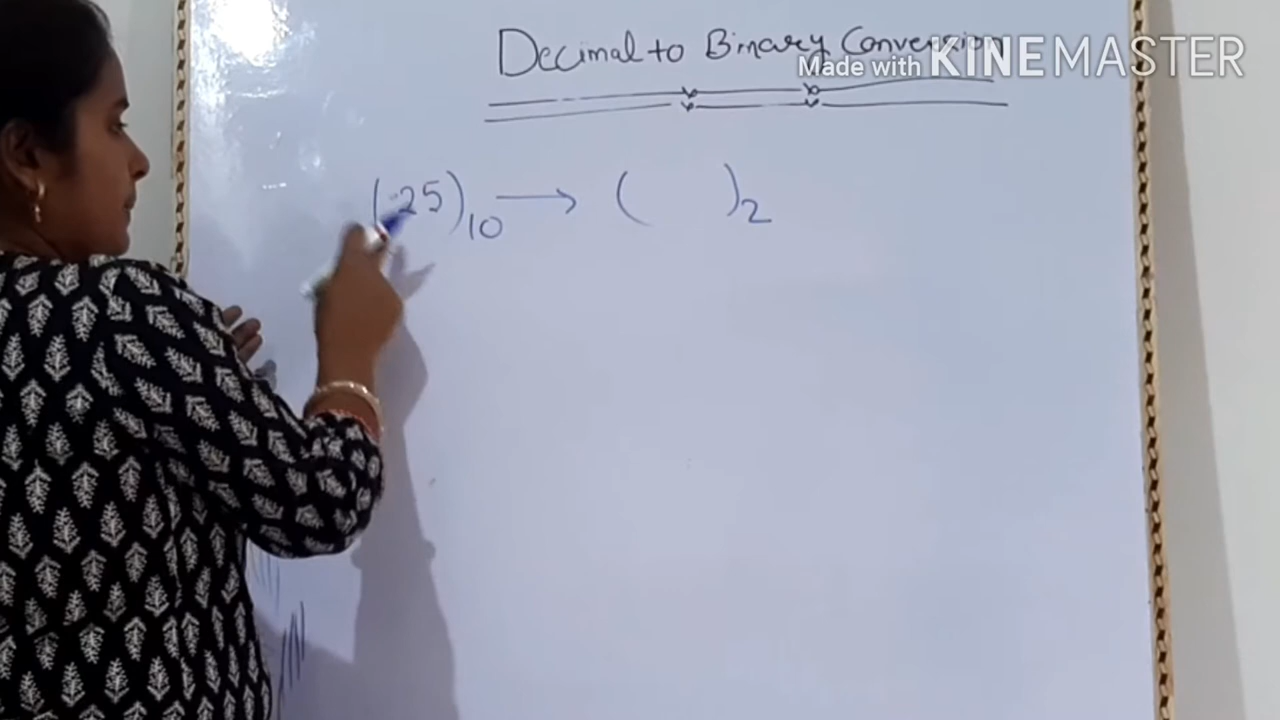 Decimal to Binary Conversion
Made with KINEMASTER
(.25)10 → ( )2